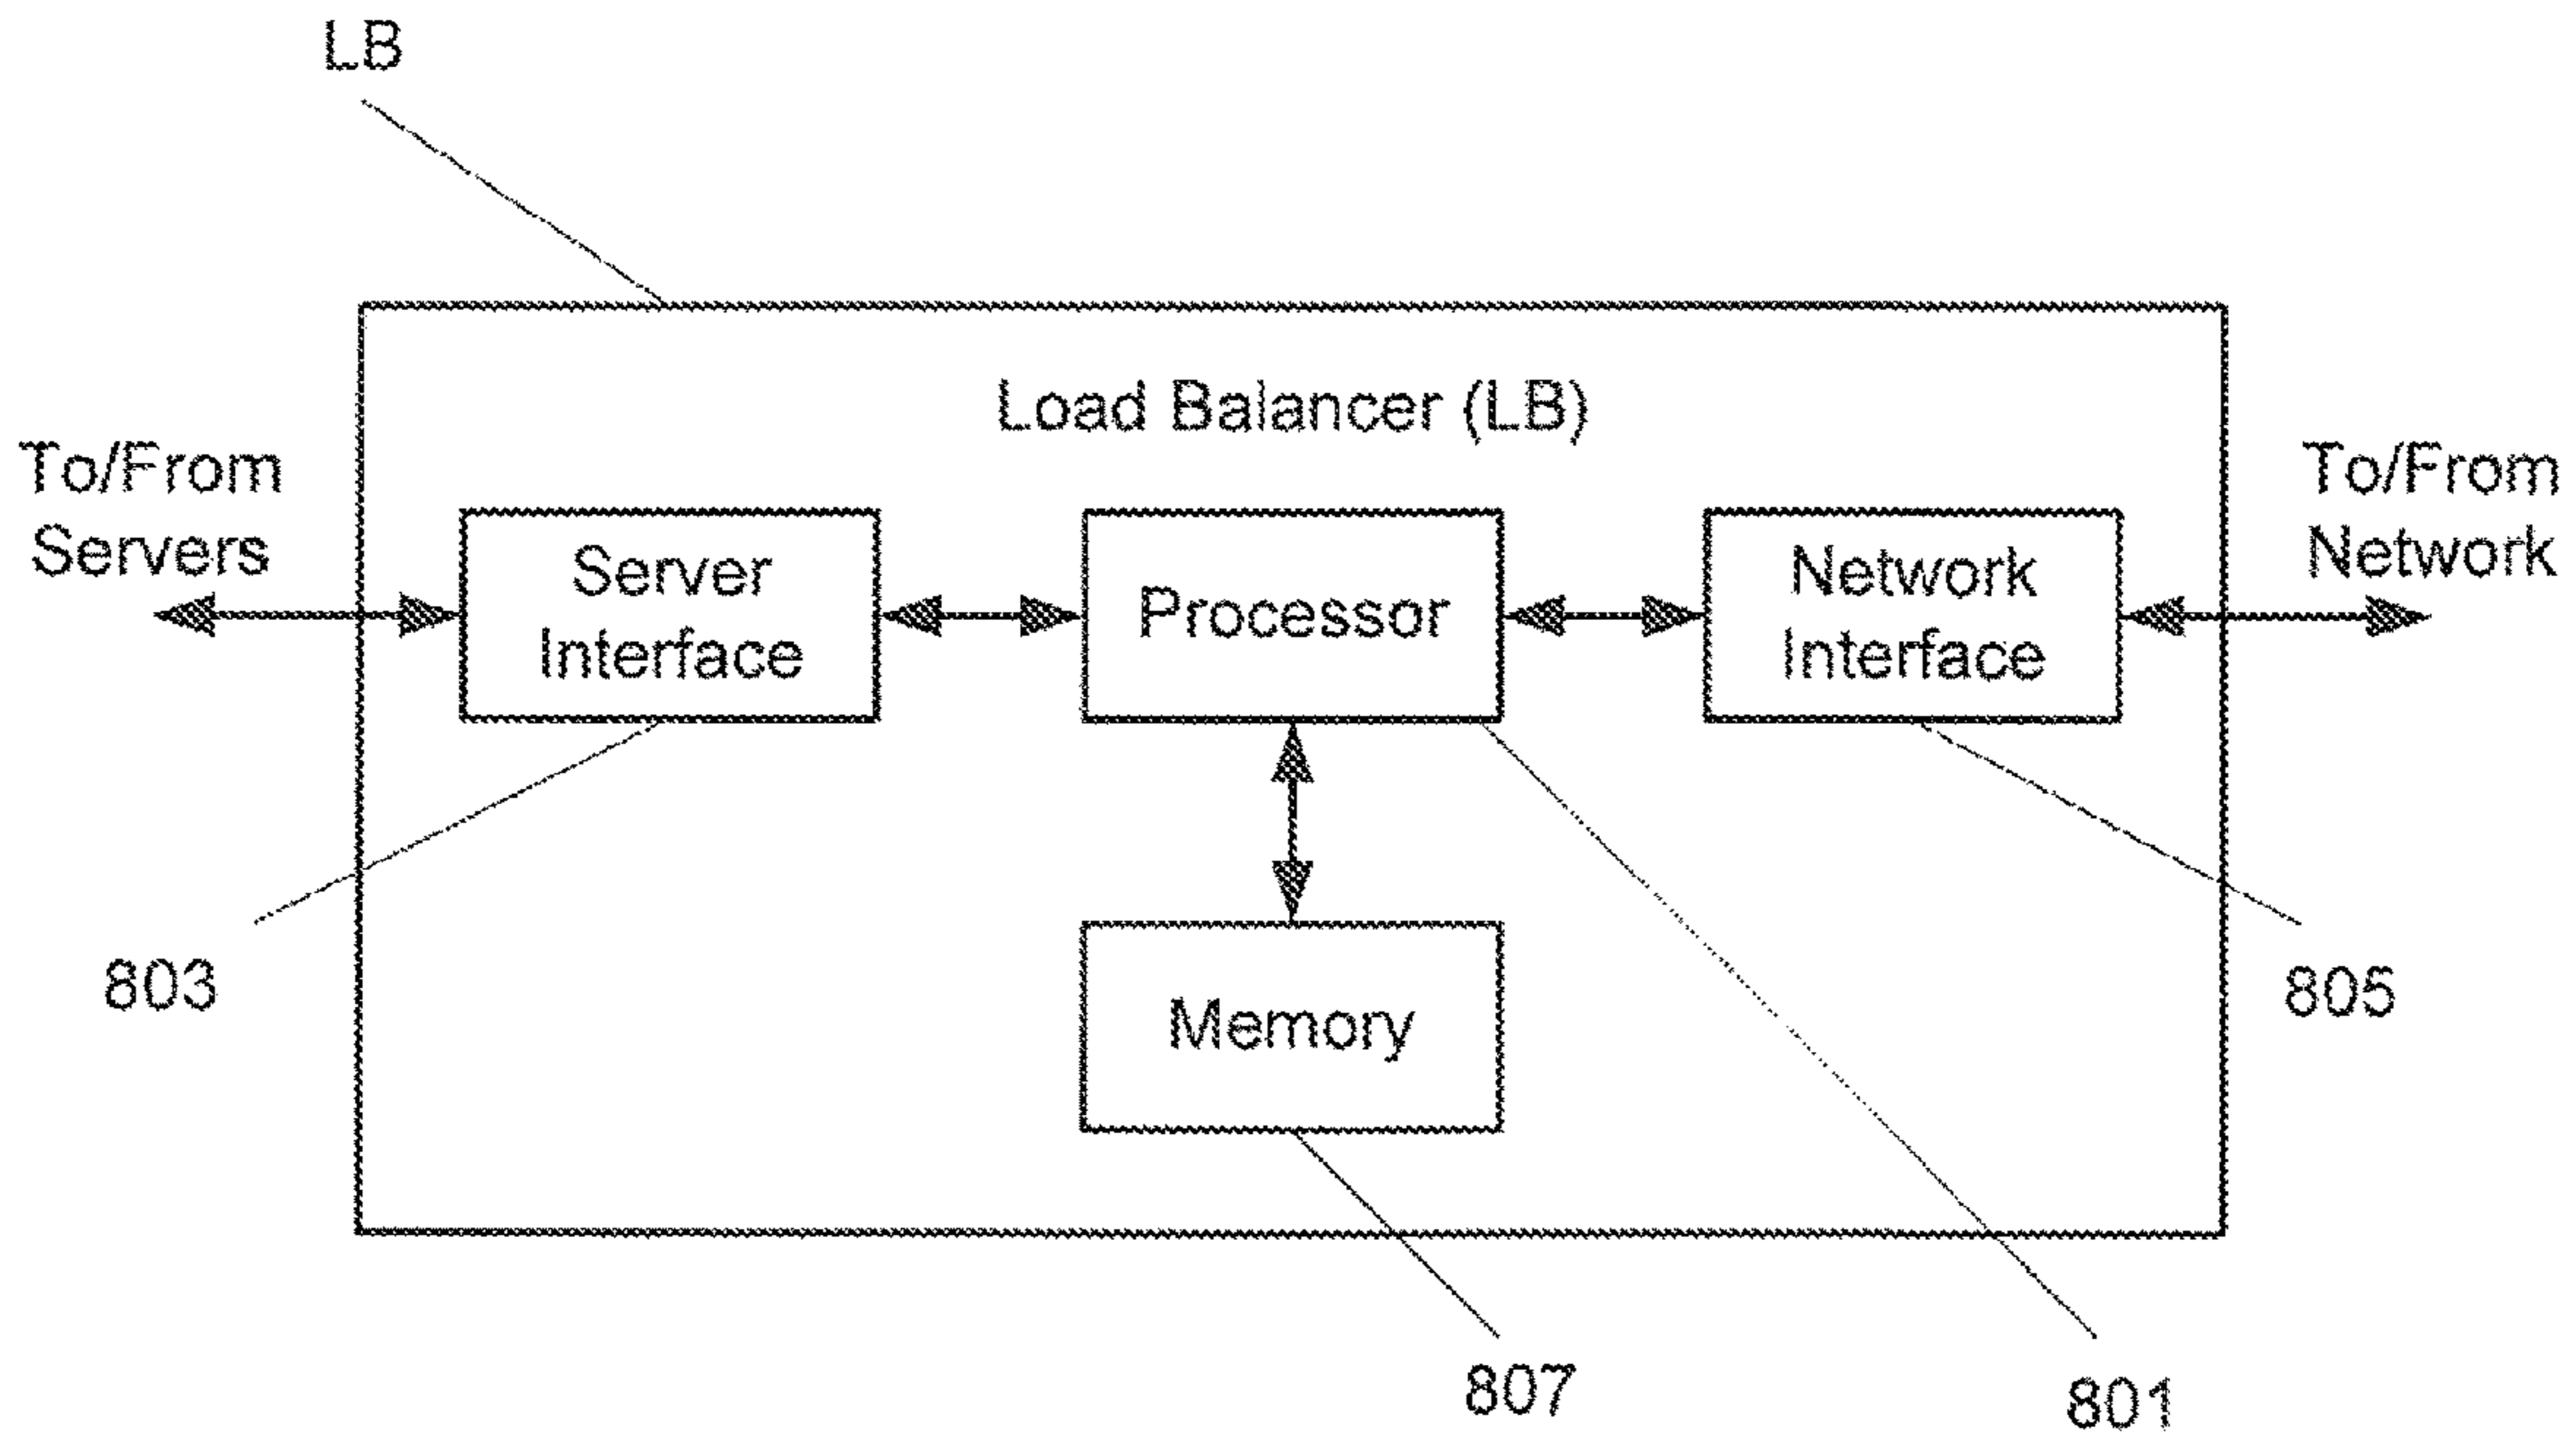 LB
Load Balancer (LB)
To/From
Servers
Server
Interface
Processor
Network
Interface
To/From
Network
803
Memory
805
807
801